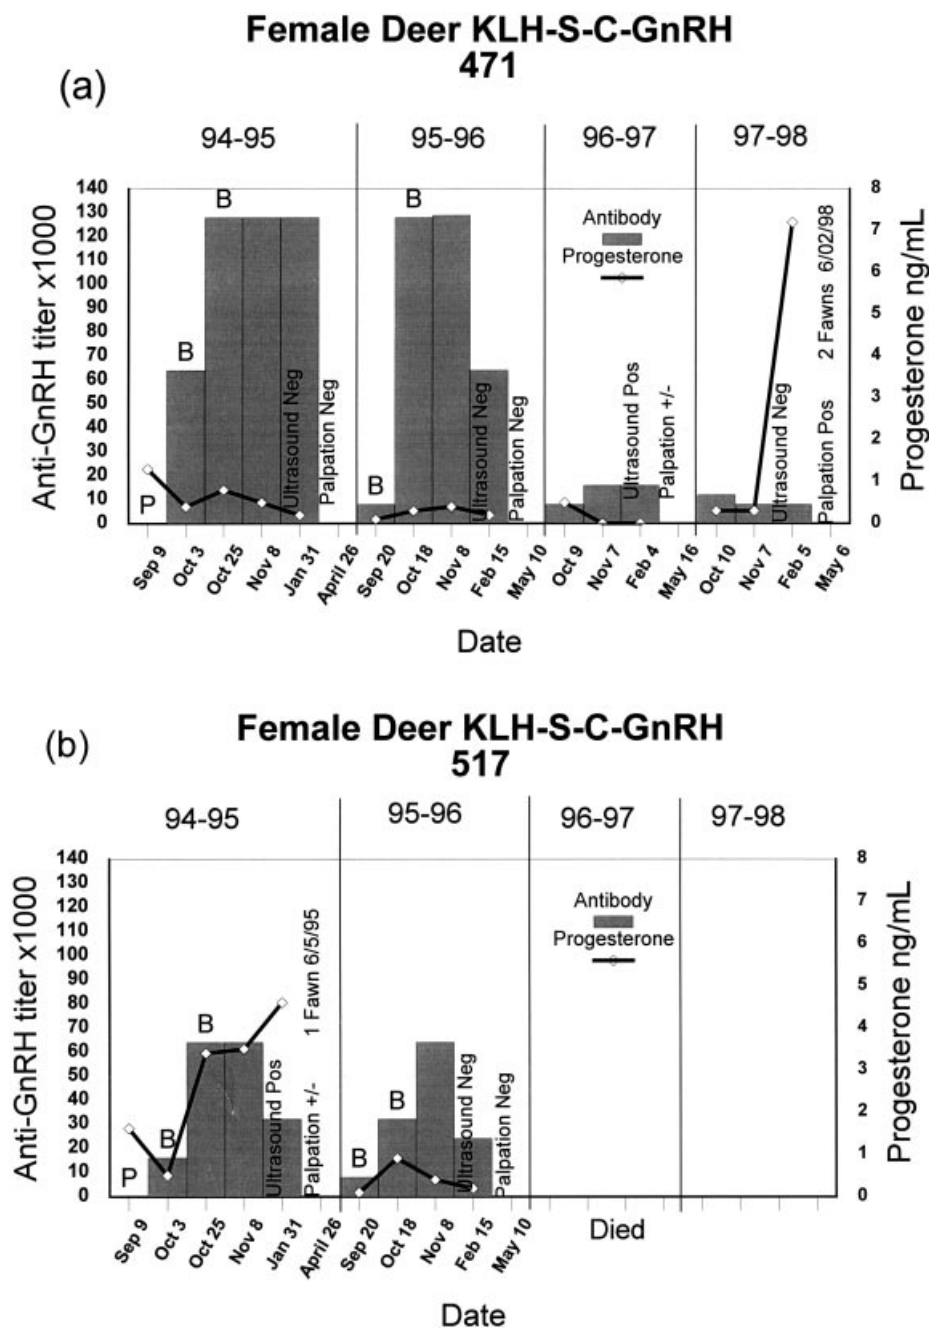 Female Deer KLH-S-C-GnRH
471
(a)
94-95
95-96
96-97
97-98
Anti-GnRH titer x1000
140
130
120
110
100
90
80
70
60
50
40
30
20
10
0
P
B
B
Ultrasound Neg
Palpation Neg
B
B
Ultrasound Neg
Palpation Neg
Antibody
Progesterone
Ultrasound Pos
Palpation +/-
Ultrasound Neg
Palpation Pos
2 Fawns 6/02/98
8
7
6
5
4
3
2
1
0
Progesterone ng/mL
Sep 9
Oct 3
Oct 25
Nov 8
Jan 31
April 26
Sep 20
Oct 18
Nov 8
Feb 15
May 10
Oct 9
Nov 7
Feb 4
May 16
Oct 10
Nov 7
Feb 5
May 6
Date
Female Deer KLH-S-C-GnRH
517
(b)
94-95
95-96
96-97
97-98
Anti-GnRH titer x1000
140
130
120
110
100
90
80
70
60
50
40
30
20
10
0
P
B
B
Ultrasound Pos
Palpation +/-
1 Fawn 6/5/95
B
B
Ultrasound Neg
Palpation Neg
Antibody
Progesterone
8
7
6
5
4
3
2
1
0
Progesterone ng/mL
Sep 9
Oct 3
Oct 25
Nov 8
Jan 31
April 26
Sep 20
Oct 18
Nov 8
Feb 15
May 10
Died
Date